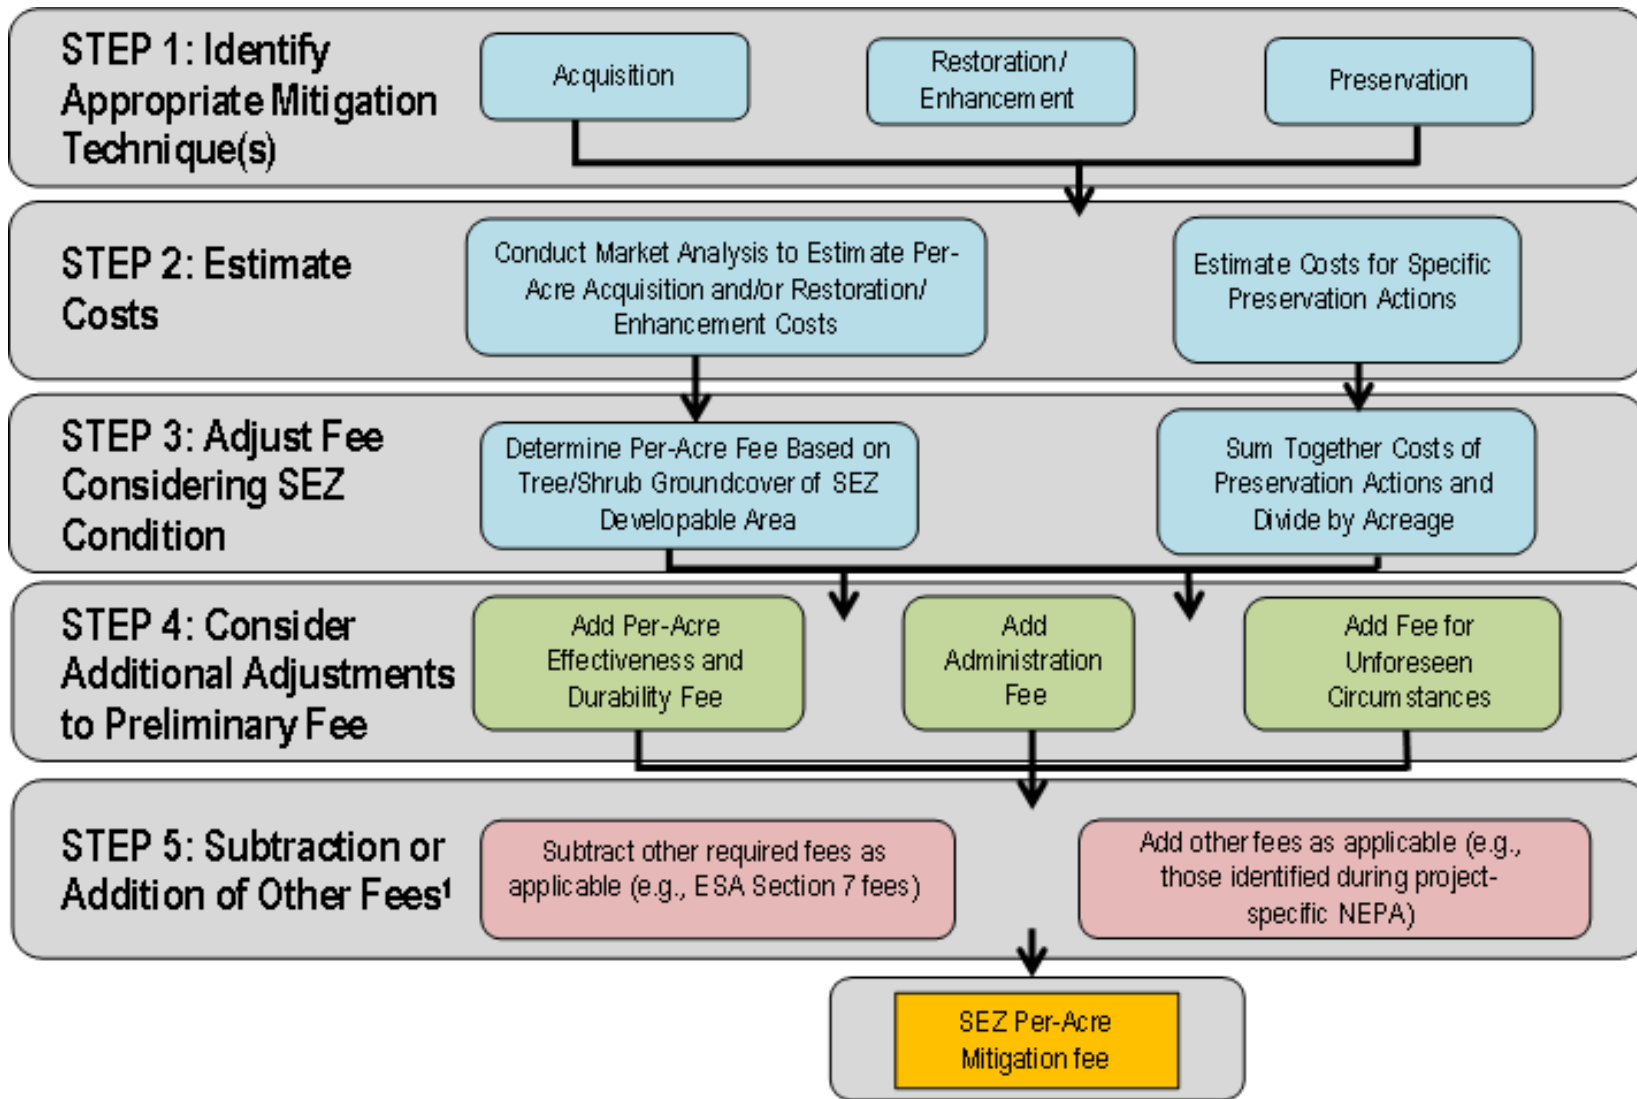 STEP 1: Identify
Appropriate Mitigation
Technique(s)
Acquisition
Restoration/
Enhancement
Preservation
STEP 2: Estimate
Costs
Conduct Market Analysis to Estimate Per-
Acre Acquisition and/or Restoration/
Enhancement Costs
Estimate Costs for Specific
Preservation Actions
STEP 3: Adjust Fee
Considering SEZ
Condition
Determine Per-Acre Fee Based on
Tree/Shrub Groundcover of SEZ
Developable Area
Sum Together Costs of
Preservation Actions and
Divide by Acreage
STEP 4: Consider
Additional Adjustments
to Preliminary Fee
Add Per-Acre
Effectiveness and
Durability Fee
Add
Administration
Fee
Add Fee for
Unforeseen
Circumstances
STEP 5: Subtraction or
Addition of Other Fees¹
Subtract other required fees as
applicable (e.g., ESA Section 7 fees)
Add other fees as applicable (e.g.,
those identified during project-
specific NEPA)
SEZ Per-Acre
Mitigation fee